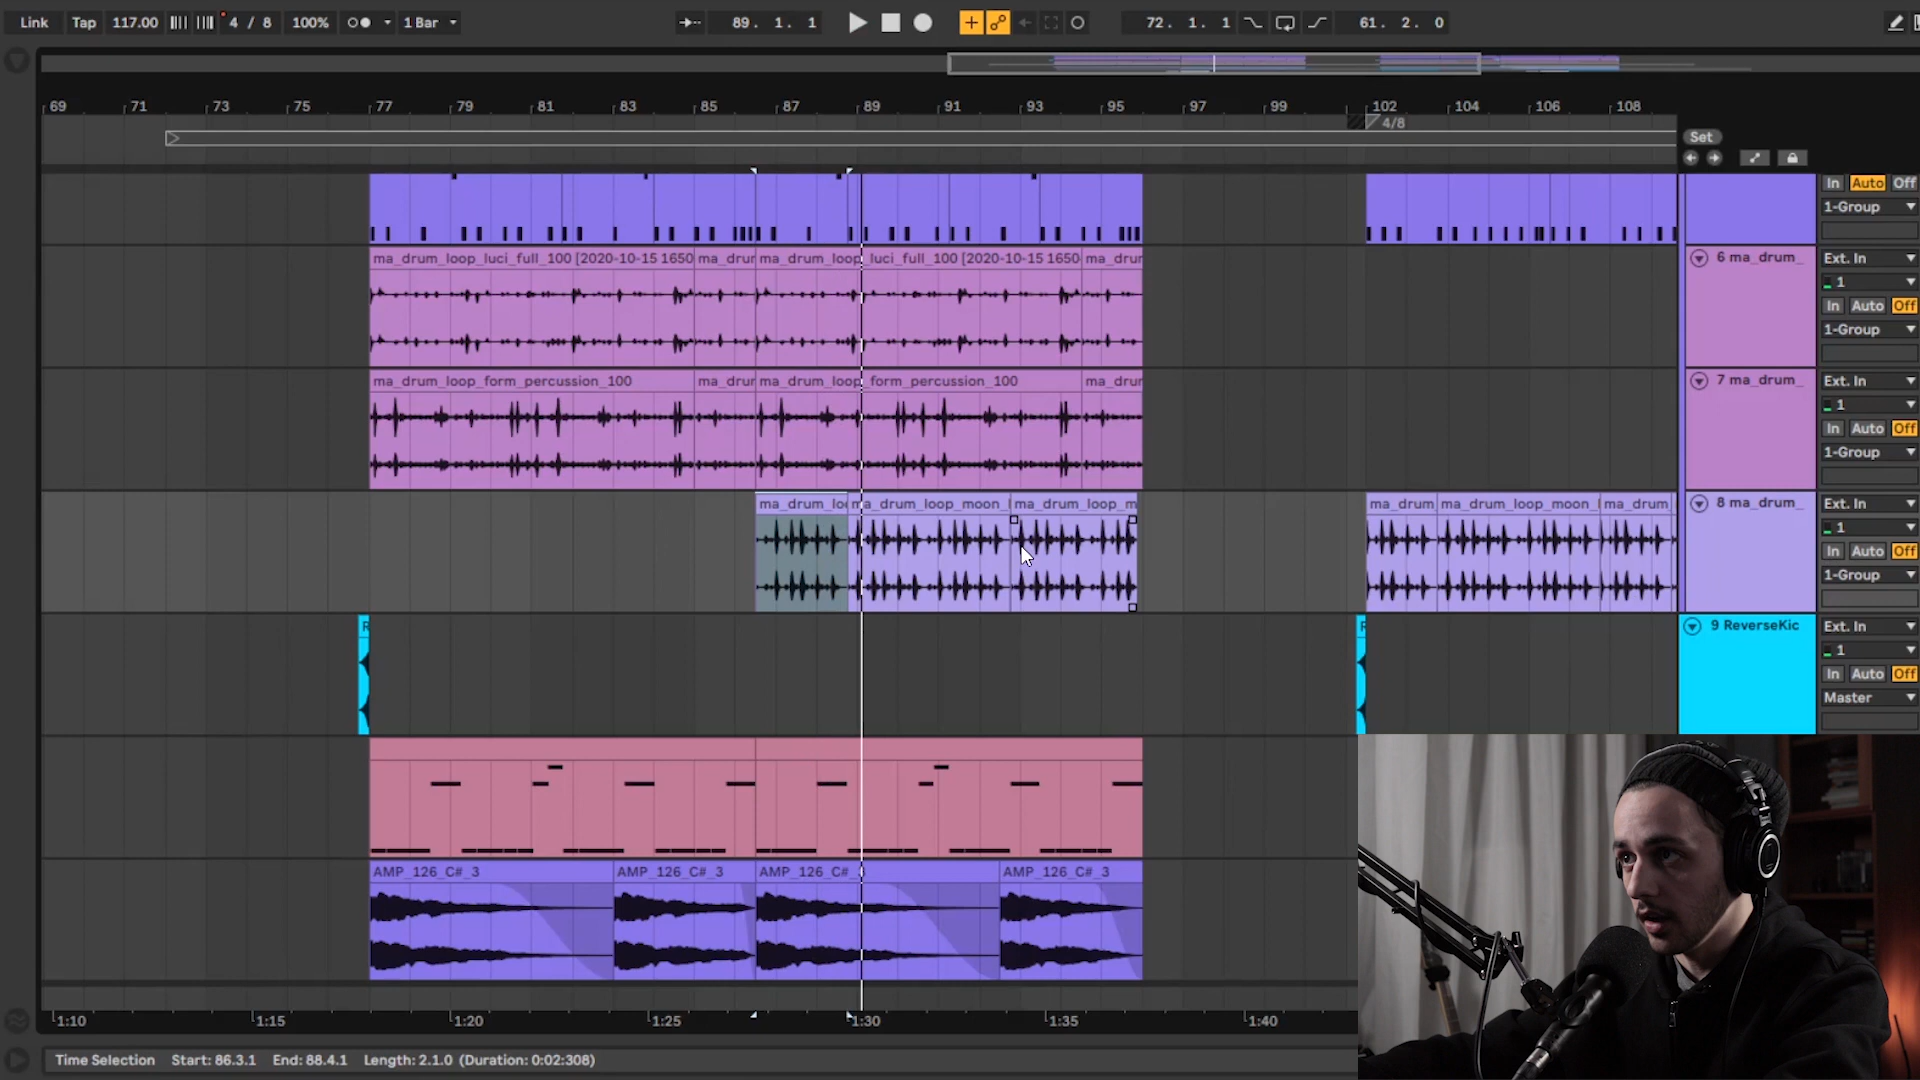 Link Tap 117.00 4 / 8 100% 1 Bar 89. 1. 1 72. 1. 1 61. 2. 0
69 71 73 75 77 79 81 83 85 87 89 91 93 95 97 99 102 104 106 108
4/8
Set
In Auto Off
1-Group
ma_drum_loop_luci_full_100 [2020-10-15 1650 ma_drur ma_drum_loop_luci_full_100 [2020-10-15 1650 ma_drur 6 ma_drum_ Ext. In
1
In Auto Off
1-Group
ma_drum_loop_form_percussion_100 ma_drur ma_drum_loop_form_percussion_100 ma_drur 7 ma_drum_ Ext. In
1
In Auto Off
1-Group
ma_drum_loo ma_drum_loop_moon_l ma_drum_loop_m ma_drum ma_drum_loop_moon_l ma_drum 8 ma_drum_ Ext. In
1
In Auto Off
1-Group
R R 9 ReverseKic Ext. In
1
In Auto Off
Master
AMP_126_C#_3 AMP_126_C#_3 AMP_126_C#_3 AMP_126_C#_3
1:10 1:15 1:20 1:25 1:30 1:35 1:40
Time Selection Start: 86.3.1 End: 88.4.1 Length: 2.1.0 (Duration: 0:02:308)